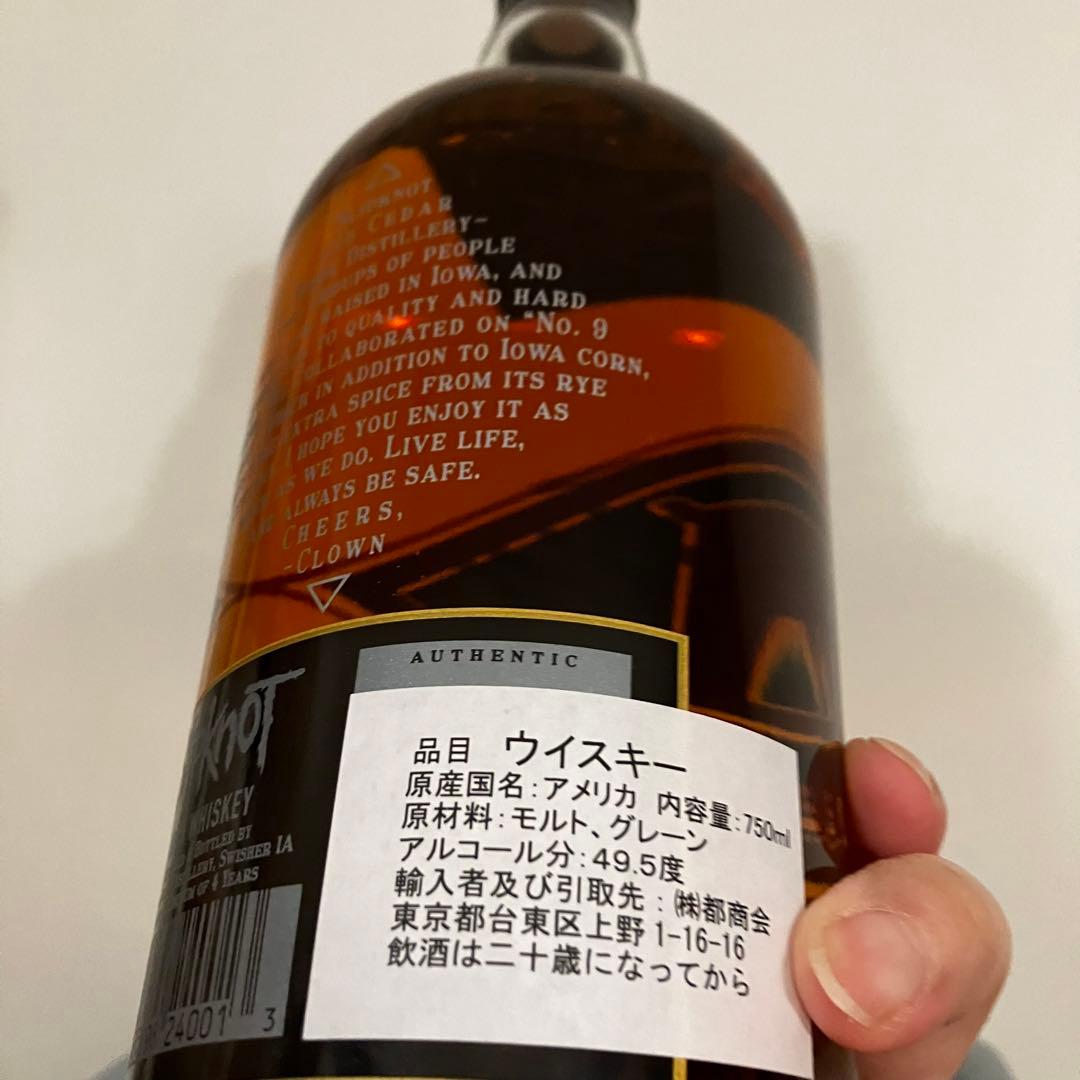 CEDAR
DISTILLERY–
OF PEOPLE
RAISED IN IOWA, AND
TO QUALITY AND HARD
COLLABORATED ON “NO. 9
IN ADDITION TO IOWA CORN,
EXTRA SPICE FROM ITS RYE
I HOPE YOU ENJOY IT AS
AS WE DO. LIVE LIFE,
ALWAYS BE SAFE.
CHEERS,
-CLOWN
AUTHENTIC
knot
WHISKEY
BOTTLED BY
SWISHER IA
OF 4 YEARS
24001 3
品目 ウイスキー
原産国名:アメリカ 内容量:750ml
原材料:モルト、グレーン
アルコール分:49.5度
輸入者及び引取先:㈱都商会
東京都台東区上野1-16-16
飲酒は二十歳になってから